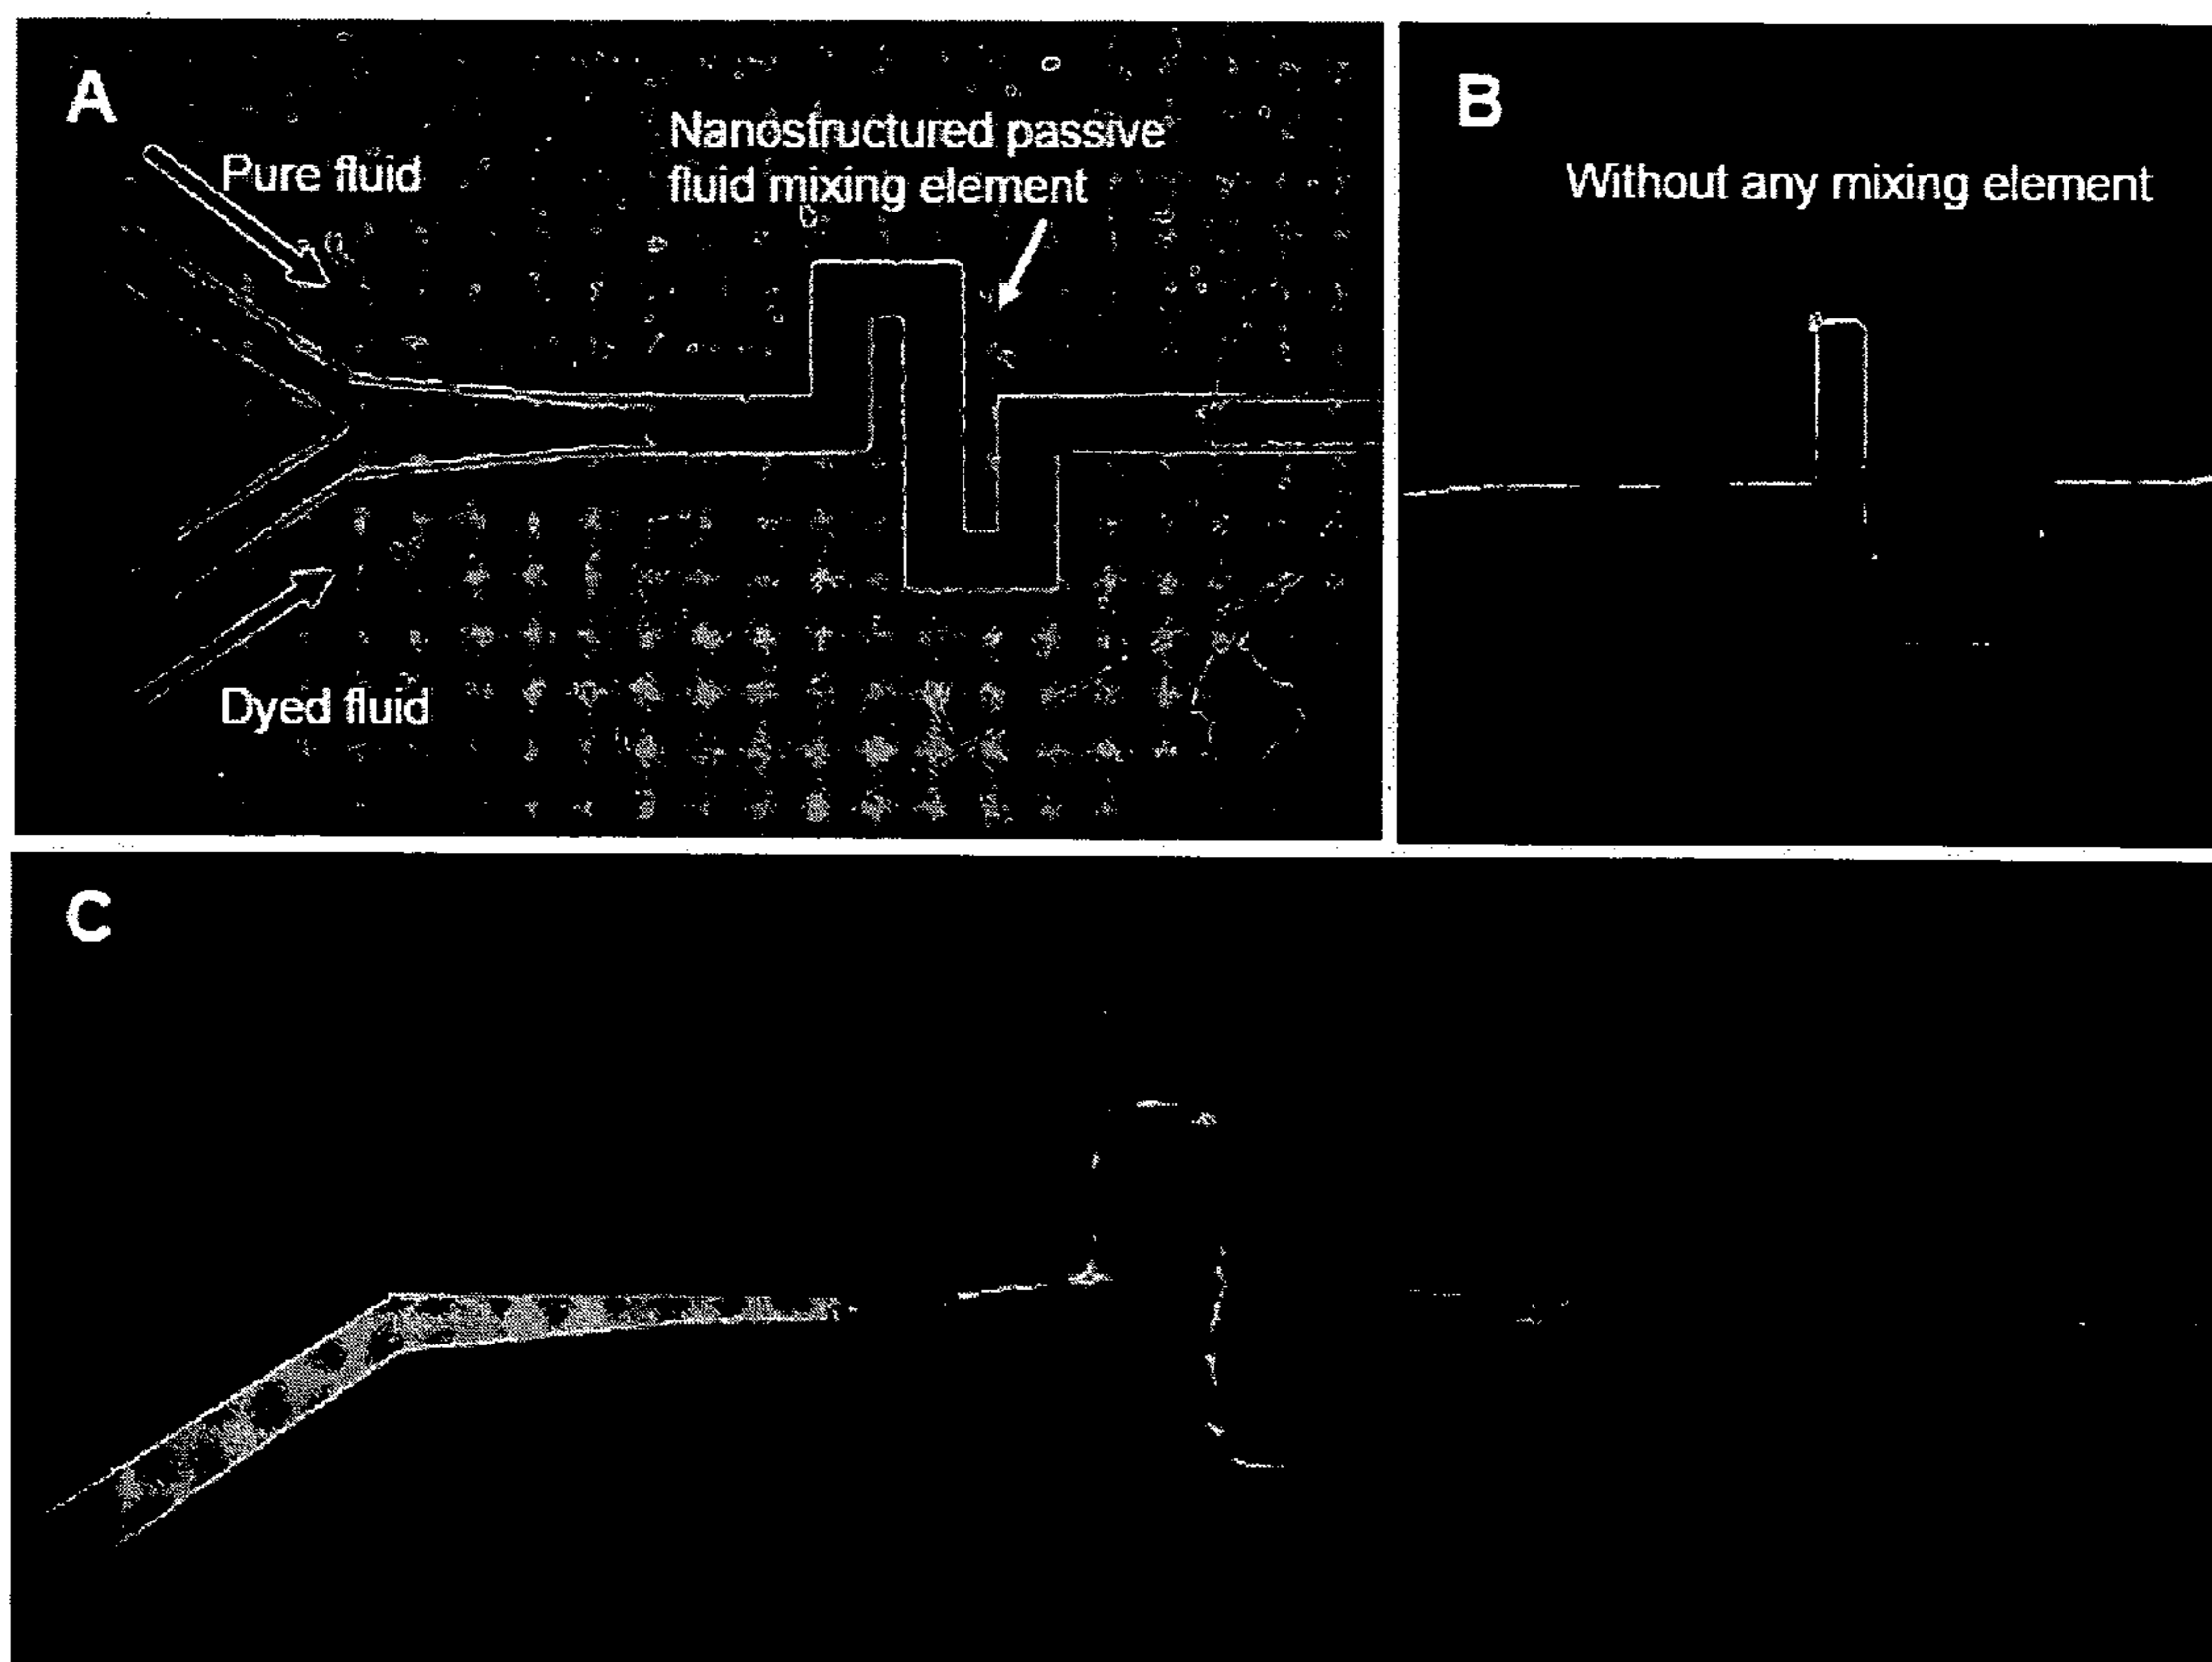 A
Pure fluid
Nanostructured passive
fluid mixing element
Dyed fluid
B
Without any mixing element
C